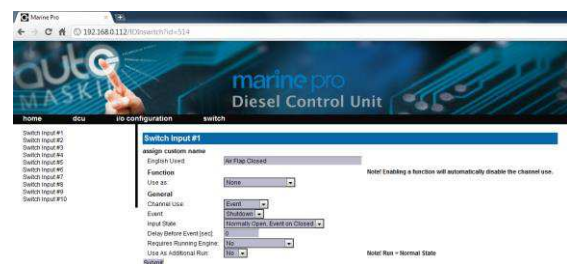 Marine Pro
192.168.0.112/IOInswitch?id=514
auto
MASKIN
marine pro
Diesel Control Unit
home dcu i/o configuration switch
Switch Input #1
Switch Input #2
Switch Input #3
Switch Input #4
Switch Input #5
Switch Input #6
Switch Input #7
Switch Input #8
Switch Input #9
Switch Input #10
Switch Input #1
assign custom name
English Used: Air Flap Closed
Function Note! Enabling a function will automatically disable the channel use.
Use as: None
General
Channel Use: Event
Event: Shutdown
Input State: Normally Open, Event on Closed
Delay Before Event [sec]: 0
Requires Running Engine: No
Use As Additional Run: No Note! Run = Normal State
Submit